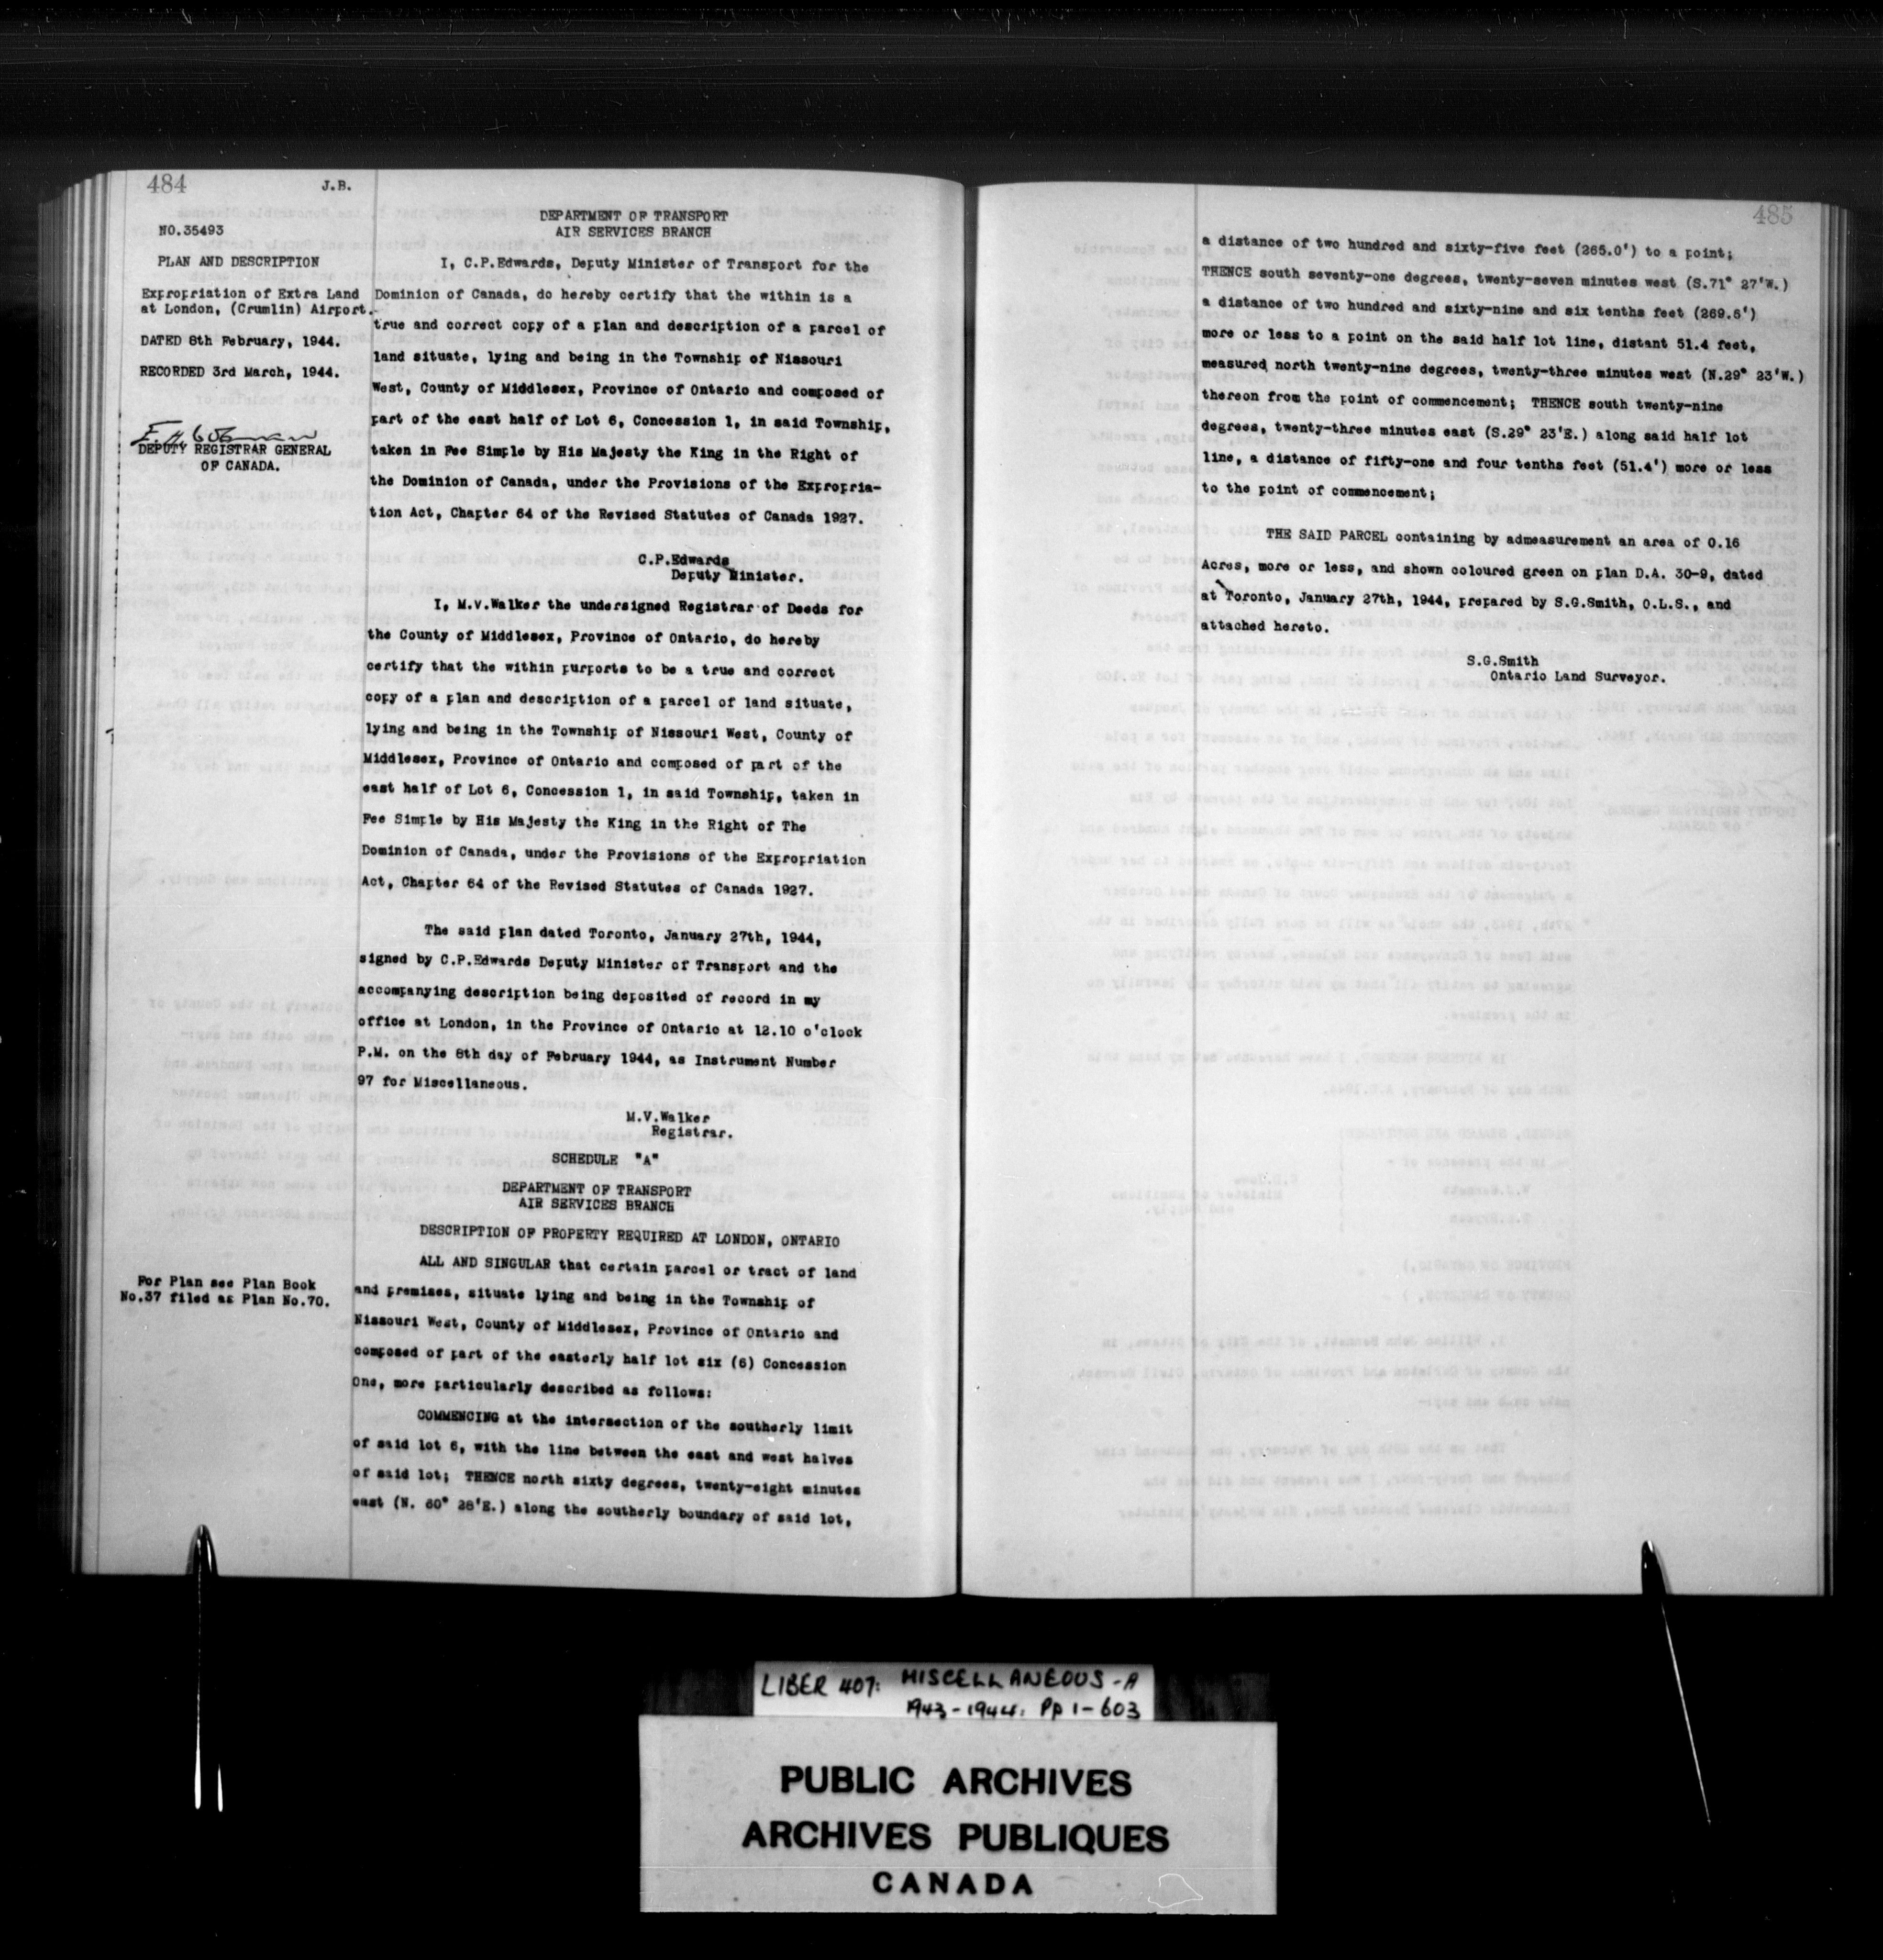 484
J.B.
NO.35493
PLAN AND DESCRIPTION
Expropriation of Extra Land
at London, (Crumlin) Airport.
DATED 8th February, 1944.
RECORDED 3rd March, 1944.
DEPUTY REGISTRAR GENERAL
OF CANADA.
For Plan see Plan Book
No.37 filed as Plan No.70.
DEPARTMENT OF TRANSPORT
AIR SERVICES BRANCH
I, C.P.Edwards, Deputy Minister of Transport for the
Dominion of Canada, do hereby certify that the within is a
true and correct copy of a plan and description of a parcel of
land situate, lying and being in the Township of Nissouri
West, County of Middlesex, Province of Ontario and composed of
part of the east half of Lot 6, Concession 1, in said Township,
taken in Fee Simple by His Majesty the King in the Right of
the Dominion of Canada, under the Provisions of the Expropria-
tion Act, Chapter 64 of the Revised Statutes of Canada 1927.
C.P.Edwards
Deputy Minister.
I, M.V.Walker the undersigned Registrar of Deeds for
the County of Middlesex, Province of Ontario, do hereby
certify that the within purports to be a true and correct
copy of a plan and description of a parcel of land situate,
lying and being in the Township of Nissouri West, County of
Middlesex, Province of Ontario and composed of part of the
east half of Lot 6, Concession 1, in said Township, taken in
Fee Simple by His Majesty the King in the Right of The
Dominion of Canada, under the Provisions of the Expropriation
Act, Chapter 64 of the Revised Statutes of Canada 1927.
The said plan dated Toronto, January 27th, 1944,
signed by C.P.Edwards Deputy Minister of Transport and the
accompanying description being deposited of record in my
office at London, in the Province of Ontario at 12.10 o'clock
P.M. on the 8th day of February 1944, as Instrument Number
97 for Miscellaneous.
M.V.Walker
Registrar.
SCHEDULE "A"
DEPARTMENT OF TRANSPORT
AIR SERVICES BRANCH
DESCRIPTION OF PROPERTY REQUIRED AT LONDON, ONTARIO
ALL AND SINGULAR that certain parcel or tract of land
and premises, situate lying and being in the Township of
Nissouri West, County of Middlesex, Province of Ontario and
composed of part of the easterly half lot six (6) Concession
One, more particularly described as follows:
COMMENCING at the intersection of the southerly limit
of said lot 6, with the line between the east and west halves
of said lot; THENCE north sixty degrees, twenty-eight minutes
east (N. 60° 28'E.) along the southerly boundary of said lot,
485
a distance of two hundred and sixty-five feet (265.0') to a point;
THENCE south seventy-one degrees, twenty-seven minutes west (S.71° 27'W.)
a distance of two hundred and sixty-nine and six tenths feet (269.6')
more or less to a point on the said half lot line, distant 51.4 feet,
measured north twenty-nine degrees, twenty-three minutes west (N.29° 23'W.)
thereon from the point of commencement; THENCE south twenty-nine
degrees, twenty-three minutes east (S.29° 23'E.) along said half lot
line, a distance of fifty-one and four tenths feet (51.4') more or less
to the point of commencement;
THE SAID PARCEL containing by admeasurement an area of 0.16
Acres, more or less, and shown coloured green on plan D.A. 30-9, dated
at Toronto, January 27th, 1944, prepared by S.G.Smith, O.L.S., and
attached hereto.
S.G.Smith
Ontario Land Surveyor.
LIBER 407: MISCELLANEOUS-A
1943-1944: Pp 1-603
PUBLIC ARCHIVES
ARCHIVES PUBLIQUES
CANADA